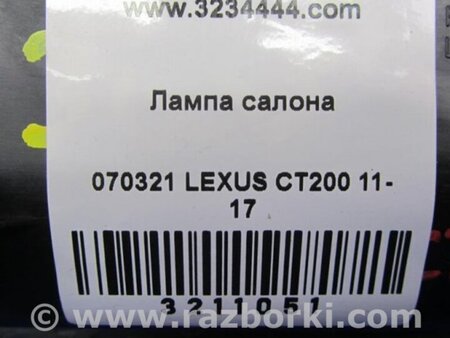 www.3234444.com
Лампа салона
070321 LEXUS CT200 11-
17
3211051
© www.razborki.com